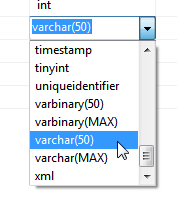 int
varchar(50)
timestamp
tinyint
uniqueidentifier
varbinary(50)
varbinary(MAX)
varchar(50)
varchar(MAX)
xml